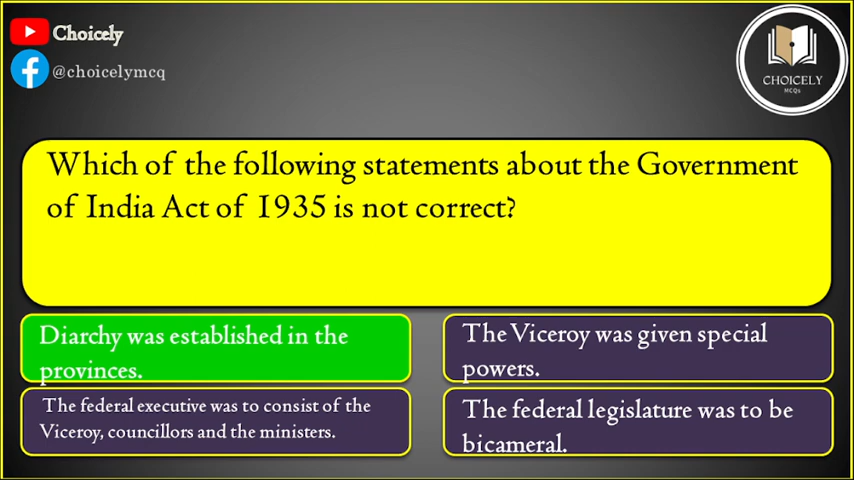 Choicely
@choicelymcq
CHOICELY
MCQs
Which of the following statements about the Government
of India Act of 1935 is not correct?
Diarchy was established in the
provinces.
The Viceroy was given special
powers.
The federal executive was to consist of the
Viceroy, councillors and the ministers.
The federal legislature was to be
bicameral.